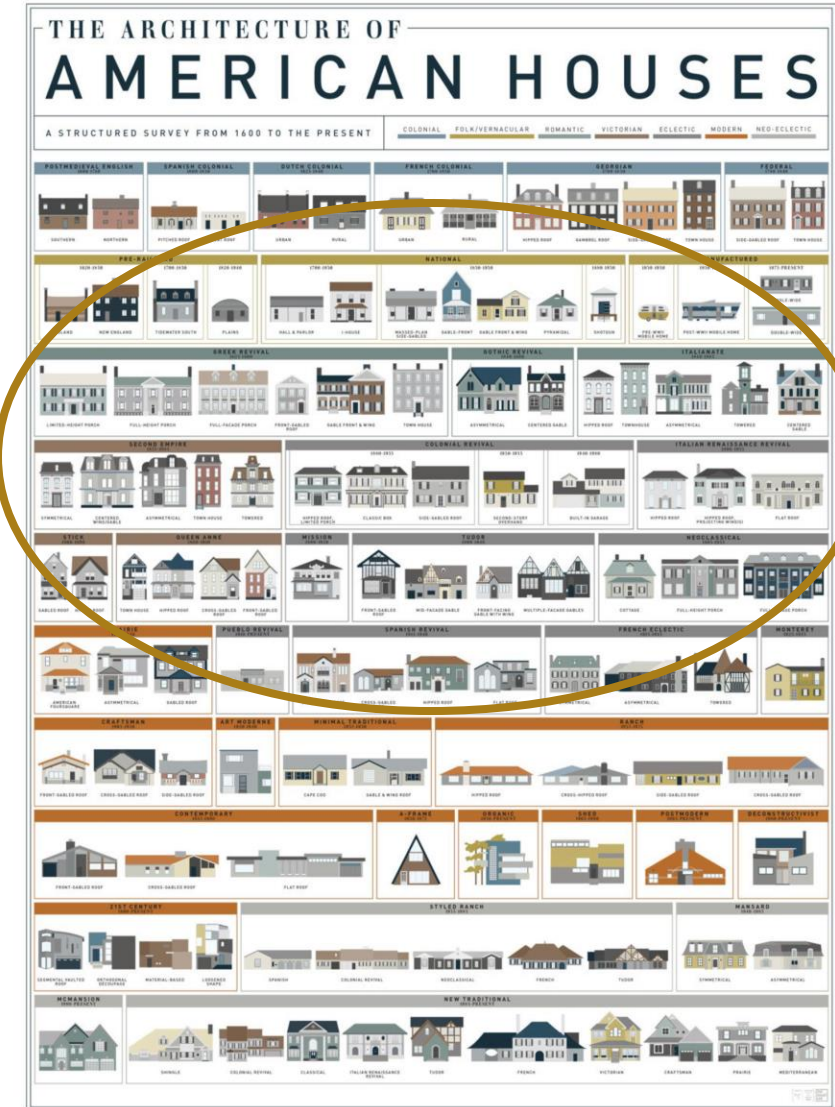 THE ARCHITECTURE OF
AMERICAN HOUSES
A STRUCTURED SURVEY FROM 1600 TO THE PRESENT
COLONIAL FOLK/VERNACULAR ROMANTIC VICTORIAN ECLECTIC MODERN NEO-ECLECTIC
POSTMEDIEVAL ENGLISH SPANISH COLONIAL DUTCH COLONIAL FRENCH COLONIAL GEORGIAN FEDERAL
SOUTHERN NORTHERN PITCHED ROOF URBAN RURAL URBAN RURAL HIPPED ROOF GAMBREL ROOF TOWN HOUSE SIDE-GABLED ROOF TOWN HOUSE
NATIONAL
NEW ENGLAND TIDEWATER SOUTH PLAINS HALL & PARLOR I-HOUSE MASSED-PLAN SIDE-GABLED GABLE-FRONT GABLE FRONT & WING PYRAMIDAL SHOTGUN PRE-WWII MOBILE HOME POST-WWII MOBILE HOME DOUBLE-WIDE
GREEK REVIVAL GOTHIC REVIVAL ITALIANATE
LIMITED-HEIGHT PORCH FULL-HEIGHT PORCH FULL-FACADE PORCH FRONT-GABLED ROOF GABLE FRONT & WING TOWN HOUSE ASYMMETRICAL CENTERED GABLE HIPPED ROOF TOWNHOUSE ASYMMETRICAL TOWERED CENTERED GABLE
SECOND EMPIRE COLONIAL REVIVAL ITALIAN RENAISSANCE REVIVAL
SYMMETRICAL CENTERED WING/GABLE ASYMMETRICAL TOWN-HOUSE TOWERED HIPPED ROOF, LIMITED PORCH CLASSIC BOX SIDE-GABLED ROOF SECOND-STORY OVERHANG BUILT-IN GARAGE HIPPED ROOF HIPPED ROOF, PROJECTING WING(S) FLAT ROOF
STICK QUEEN ANNE MISSION TUDOR NEOCLASSICAL
GABLED ROOF TOWN-HOUSE HIPPED ROOF CROSS-GABLED ROOF FRONT-GABLED ROOF FRONT-GABLED ROOF MID-FACADE GABLE FRONT-FACING GABLE WITH WING MULTIPLE-FACADE GABLES COTTAGE FULL-HEIGHT PORCH
PUEBLO REVIVAL SPANISH REVIVAL FRENCH ECLECTIC MONTEREY
AMERICAN FOURSQUARE ASYMMETRICAL GABLED ROOF CROSS-GABLED HIPPED ROOF ASYMMETRICAL TOWERED
CRAFTSMAN ART MODERNE MINIMAL TRADITIONAL RANCH
FRONT-GABLED ROOF CROSS-GABLED ROOF SIDE-GABLED ROOF CAPE COD GABLE & WING ROOF HIPPED ROOF CROSS-HIPPED ROOF SIDE-GABLED ROOF CROSS-GABLED ROOF
CONTEMPORARY A-FRAME ORGANIC SHED POSTMODERN DECONSTRUCTIVIST
FRONT-GABLED ROOF CROSS-GABLED ROOF FLAT ROOF
21ST CENTURY STYLED RANCH MANSARD
SEGMENTAL VAULTED ROOF ORTHOGONAL DECOUPAGE MATERIAL-BASED LOOSENED SHAPE SPANISH COLONIAL REVIVAL NEOCLASSICAL FRENCH TUDOR SYMMETRICAL ASYMMETRICAL
MCMANSION NEW TRADITIONAL
SHINGLE COLONIAL REVIVAL CLASSICAL ITALIAN RENAISSANCE REVIVAL TUDOR FRENCH VICTORIAN CRAFTSMAN PRAIRIE MEDITERRANEAN